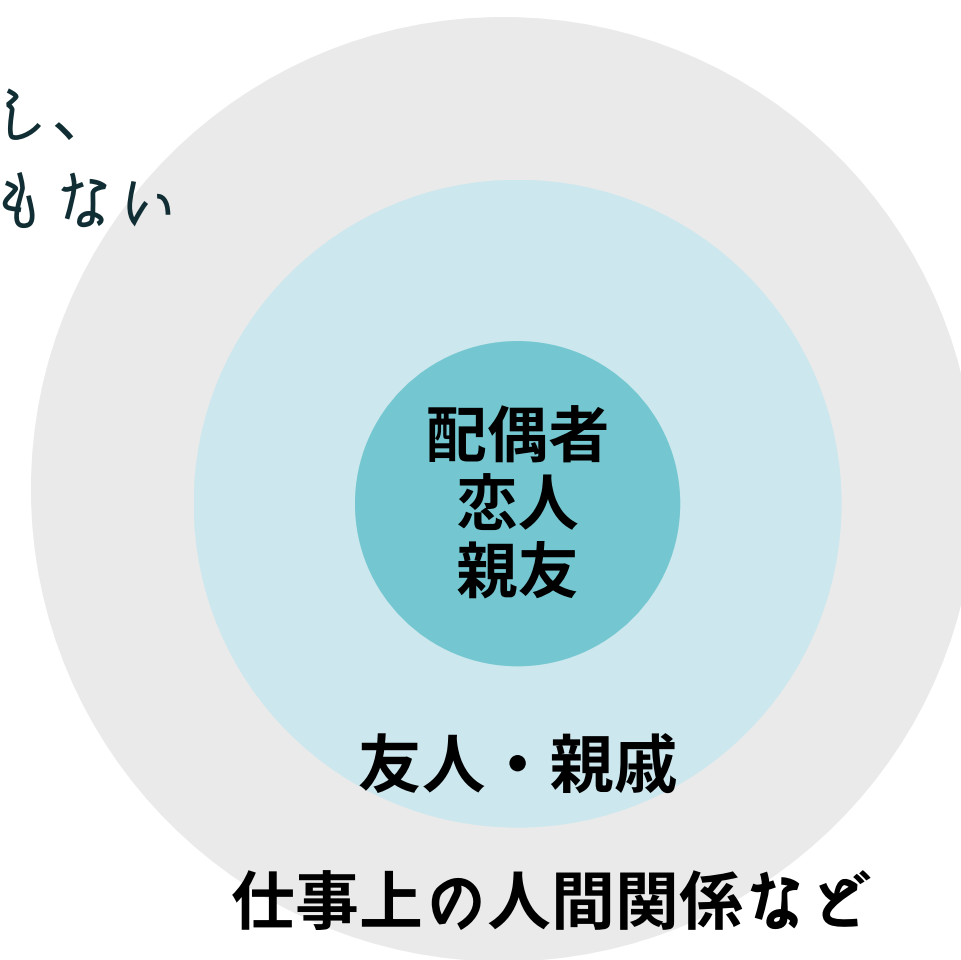 し、
もない
配偶者
恋人
親友
友人・親戚
仕事上の人間関係など